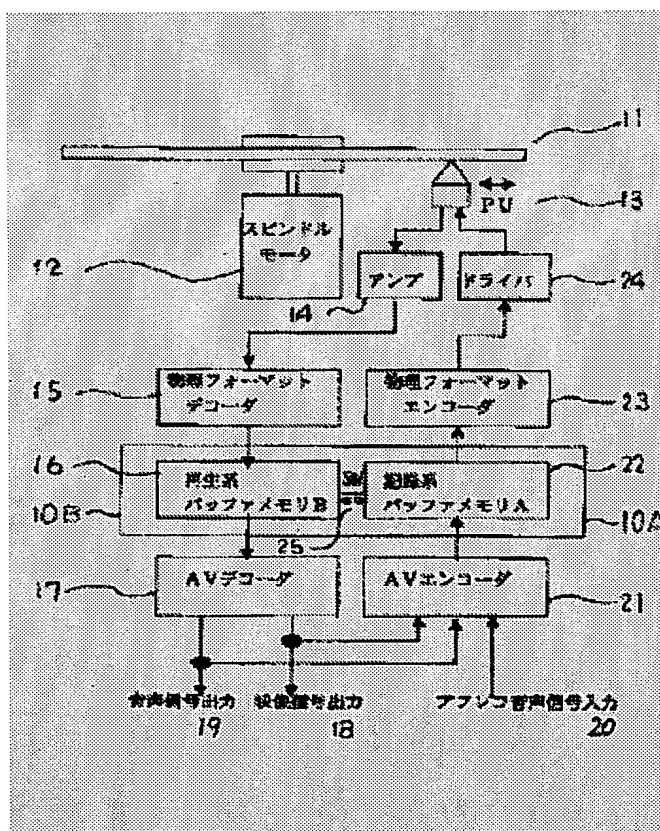 11
PU
13
スピンドル
モータ
12
アンプ
14
ドライバ
24
物理フォーマット
デコーダ
15
物理フォーマット
エンコーダ
23
16
再生系
バッファメモリB
記録系
バッファメモリA
22
10B
25
10A
AVデコーダ
17
AVエンコーダ
21
音声信号出力
19
映像信号出力
18
アフレコ音声信号入力
20